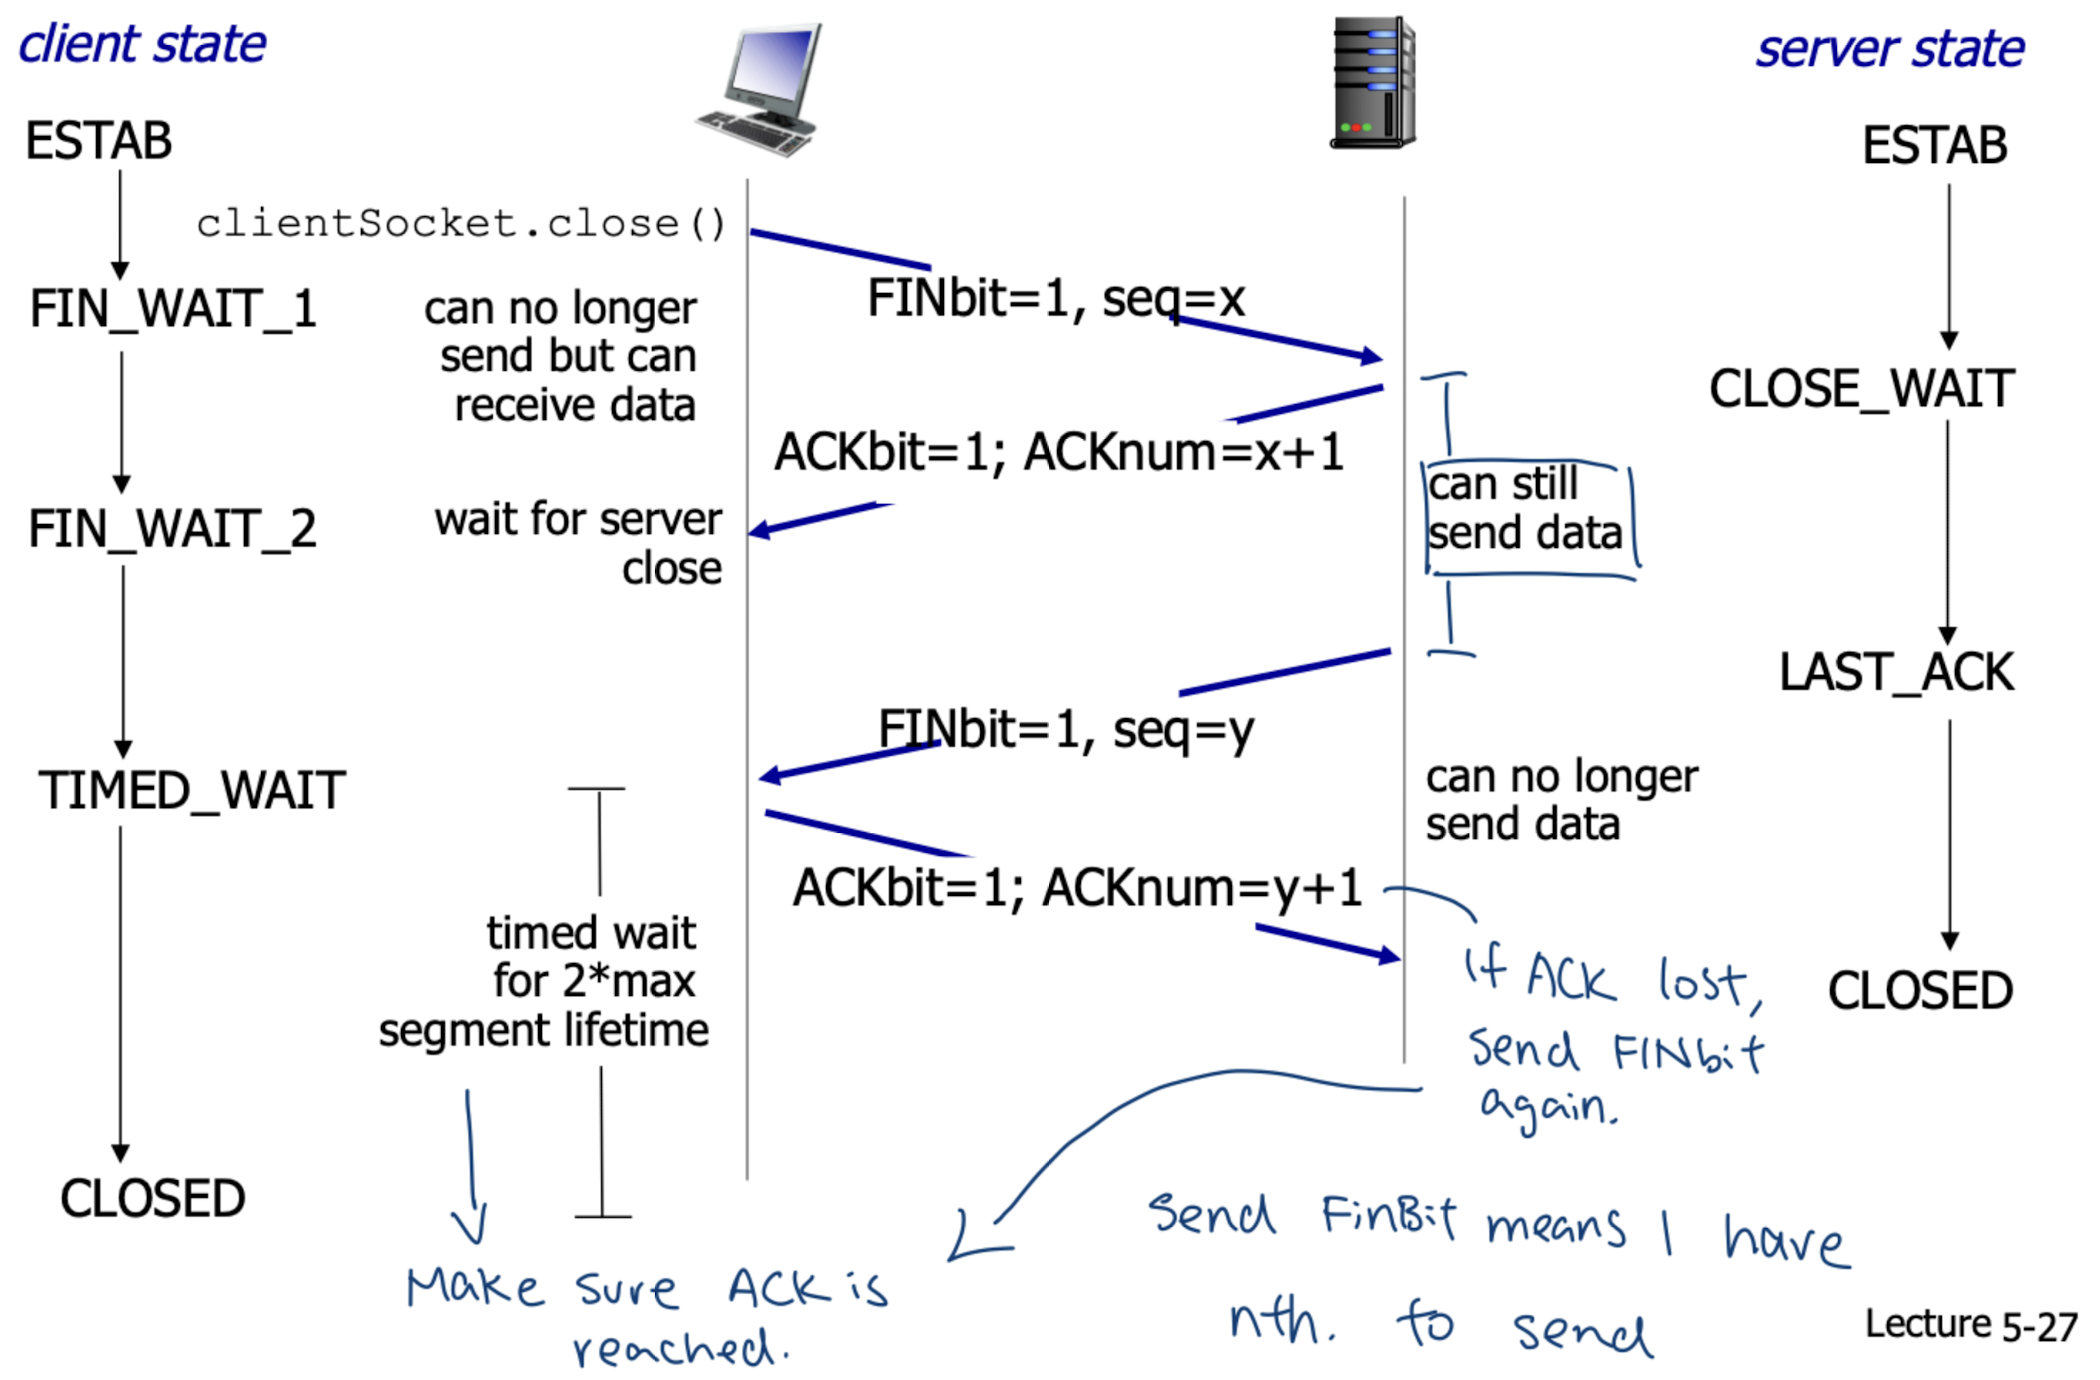 client state
server state
ESTAB
ESTAB
clientSocket.close()
FINbit=1, seq=x
FIN_WAIT_1
can no longer
send but can
receive data
CLOSE_WAIT
ACKbit=1; ACKnum=x+1
can still
send data
FIN_WAIT_2
wait for server
close
LAST_ACK
FINbit=1, seq=y
TIMED_WAIT
can no longer
send data
ACKbit=1; ACKnum=y+1
timed wait
for 2*max
segment lifetime
If ACK lost,
send FINbit
again.
CLOSED
CLOSED
Make sure ACK is
reached.
Send FinBit means I have
nth. to send
Lecture 5-27